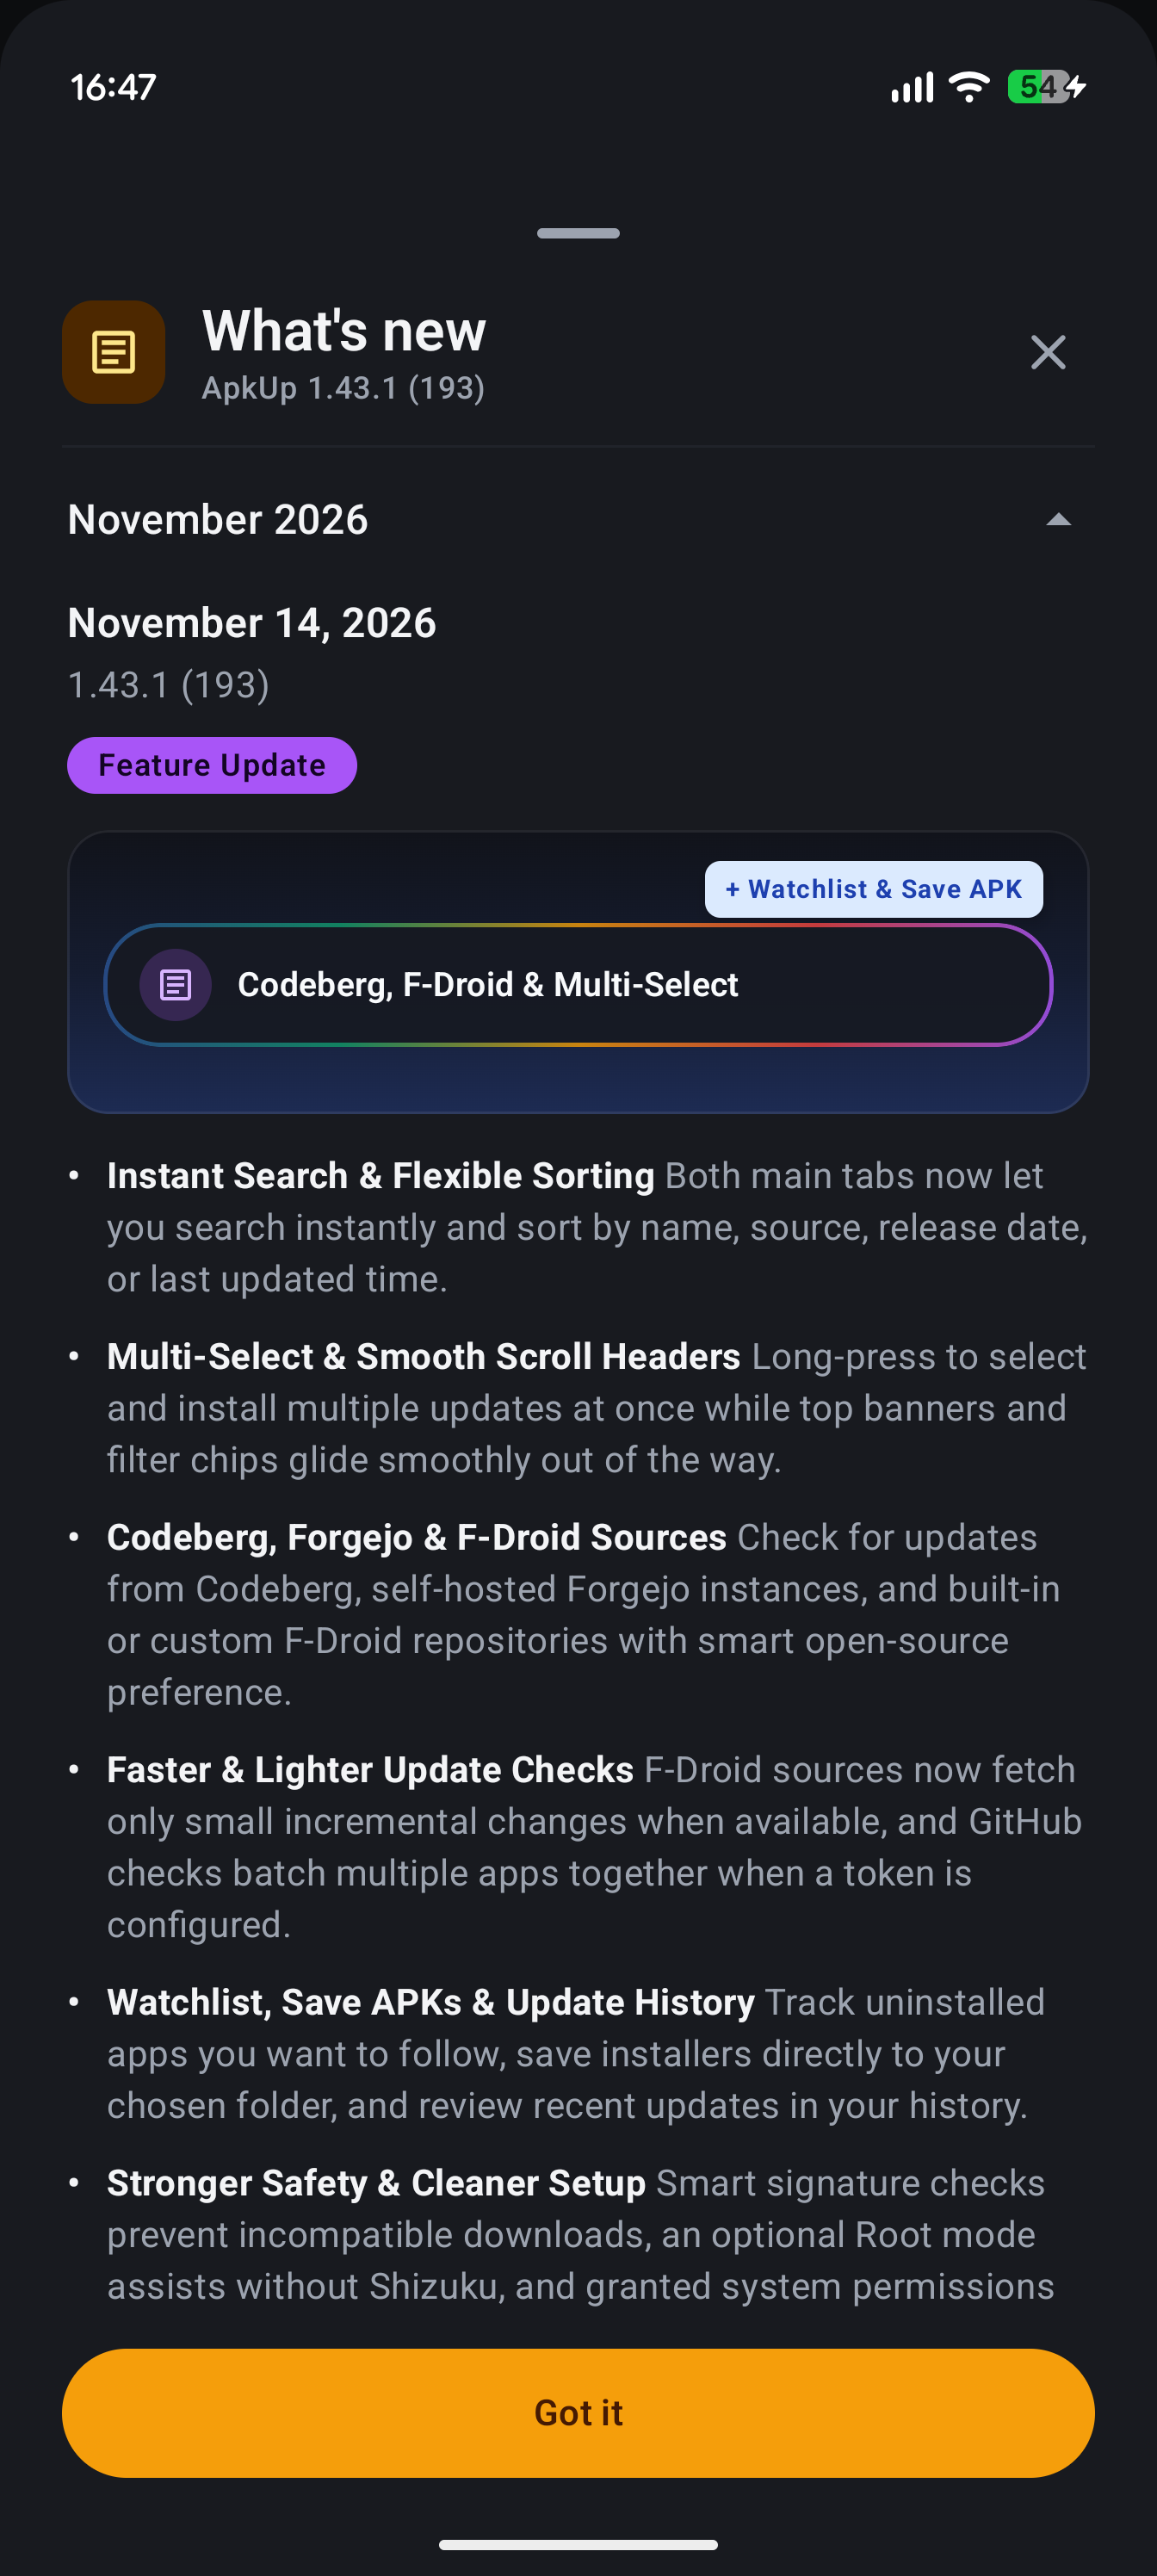 16:47
54
What's new
ApkUp 1.43.1 (193)
November 2026
November 14, 2026
1.43.1 (193)
Feature Update
+ Watchlist & Save APK
Codeberg, F-Droid & Multi-Select
• Instant Search & Flexible Sorting Both main tabs now let
you search instantly and sort by name, source, release date,
or last updated time.
• Multi-Select & Smooth Scroll Headers Long-press to select
and install multiple updates at once while top banners and
filter chips glide smoothly out of the way.
• Codeberg, Forgejo & F-Droid Sources Check for updates
from Codeberg, self-hosted Forgejo instances, and built-in
or custom F-Droid repositories with smart open-source
preference.
• Faster & Lighter Update Checks F-Droid sources now fetch
only small incremental changes when available, and GitHub
checks batch multiple apps together when a token is
configured.
• Watchlist, Save APKs & Update History Track uninstalled
apps you want to follow, save installers directly to your
chosen folder, and review recent updates in your history.
• Stronger Safety & Cleaner Setup Smart signature checks
prevent incompatible downloads, an optional Root mode
assists without Shizuku, and granted system permissions
Got it